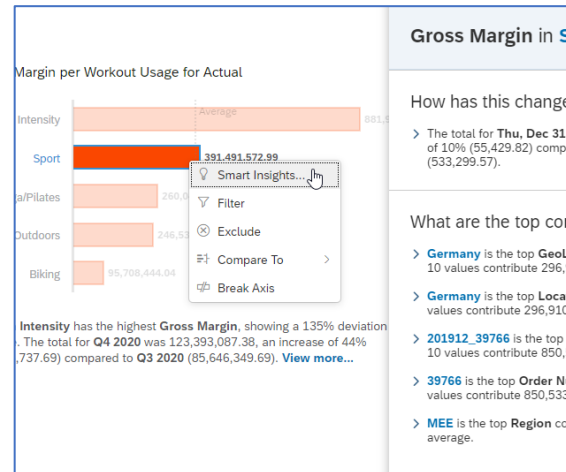 Margin per Workout Usage for Actual
Average
Intensity 881,5
Sport 391,491,572.99
ga/Pilates 260,0
Outdoors 246,53
Biking 95,708,444.04
Smart Insights...
Filter
Exclude
Compare To
Break Axis
Intensity has the highest Gross Margin, showing a 135% deviation
. The total for Q4 2020 was 123,393,087.38, an increase of 44%
,737.69) compared to Q3 2020 (85,646,349.69). View more...
Gross Margin in S
How has this change
The total for Thu, Dec 31
of 10% (55,429.82) comp
(533,299.57).
What are the top con
Germany is the top GeoL
10 values contribute 296,
Germany is the top Loca
values contribute 296,910
201912_39766 is the top
10 values contribute 850,
39766 is the top Order N
values contribute 850,533
MEE is the top Region co
average.